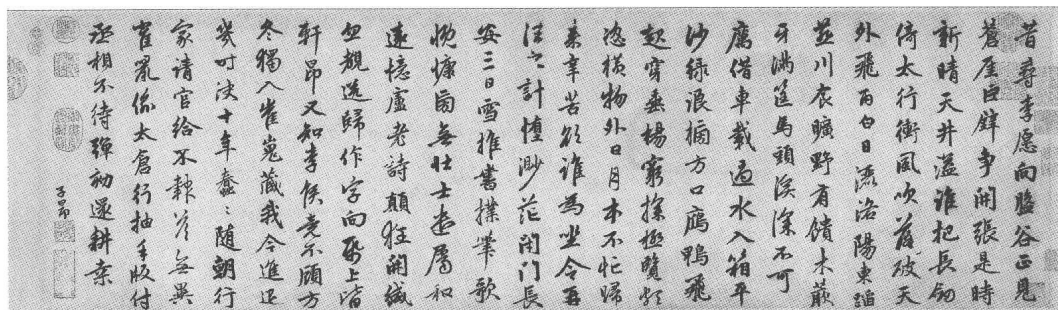 昔尋李愿向盤谷正見
蒼崖巨壁爭開張是時
新晴天井溢誰把長劍
倚太行衝風吹落破天
外飛雨白日洒洛陽東蹈
燕川衣曠野有饋木蕨
牙滿筐馬頭溪深不可
厲借車載過水入箱平
沙綠浪搒方口鴈鴨飛
起穿垂楊窮探極覽頗
恣橫物外日月本不忙歸
来辛苦欲誰為坐令再
往之計墮渺茫閉門長
安三日雪推書撲筆歌
慨慷旁無壯士遣屬和
遠憶盧老詩顛狂開緘
忽覩送歸作字向紙上皆
軒昂又知李侯竟不顧方
冬獨入崔嵬藏我今進退
幾時決十年蠢〻隨朝行
家請官給不報答無異
雀鼠偷太倉行抽手版付
丞相不待彈劾還耕桒
子昂